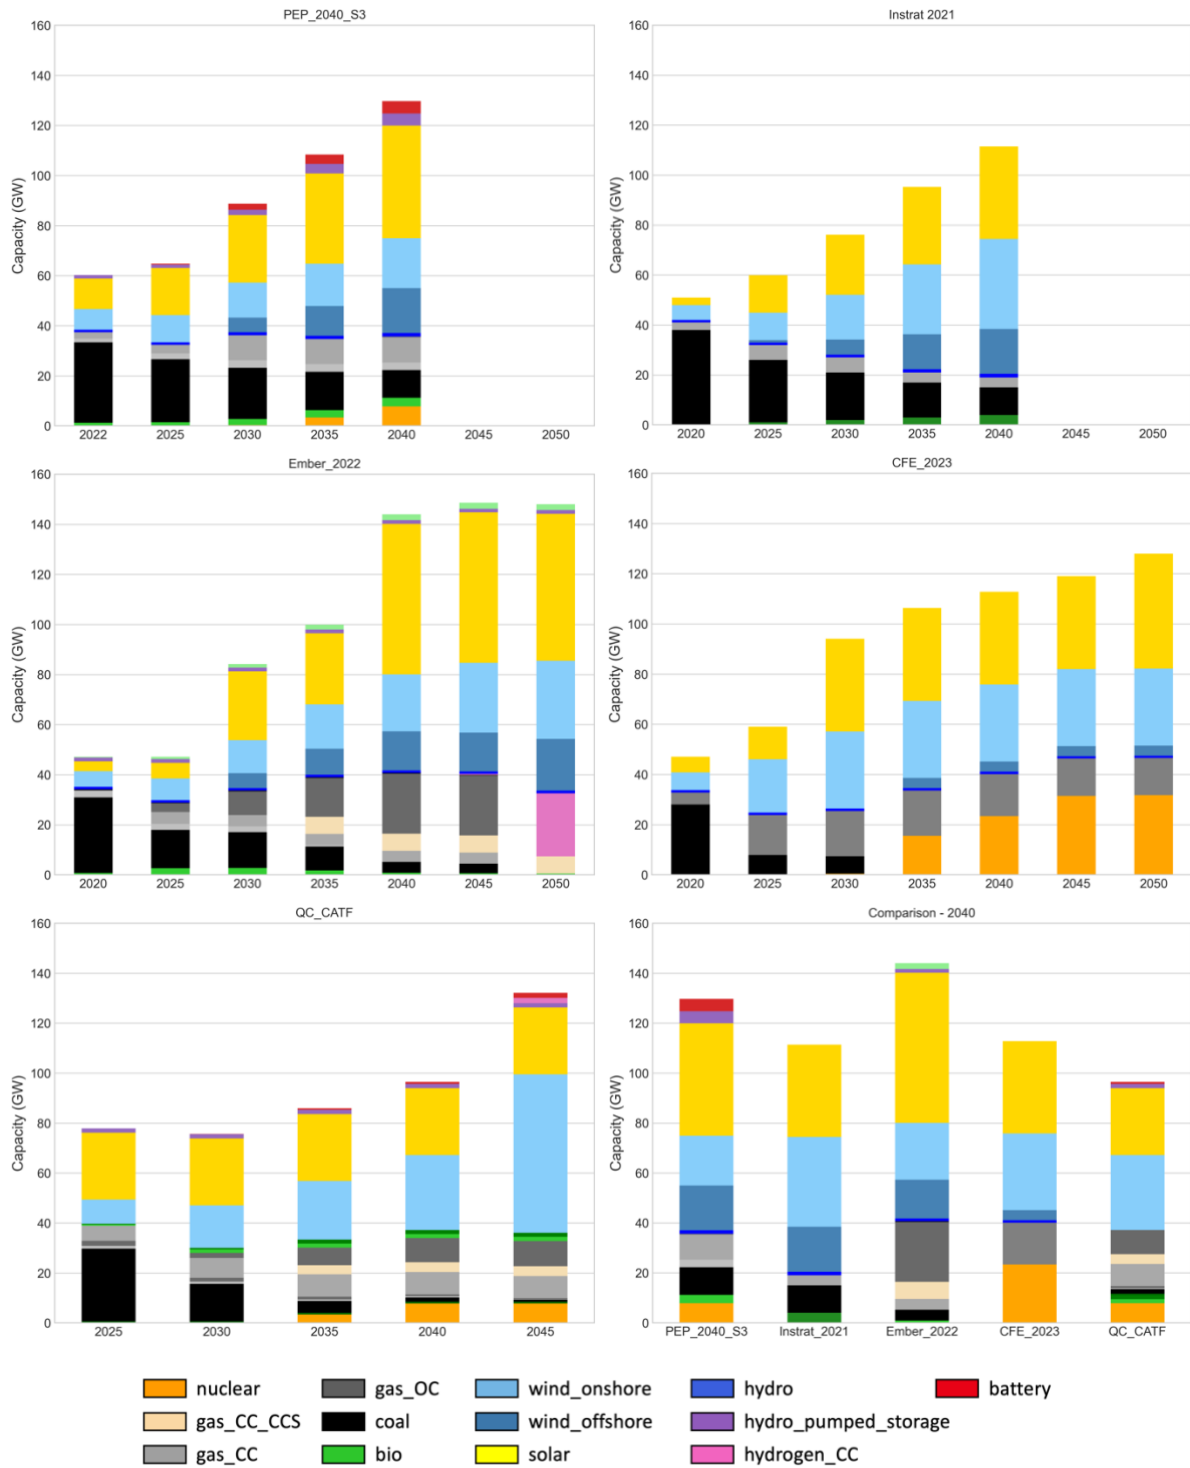 PEP_2040_S3
160
140
120
100
80
60
40
20
0
Capacity (GW)
2022 2025 2030 2035 2040 2045 2050
Instrat 2021
160
140
120
100
80
60
40
20
0
Capacity (GW)
2020 2025 2030 2035 2040 2045 2050
Ember_2022
160
140
120
100
80
60
40
20
0
Capacity (GW)
2020 2025 2030 2035 2040 2045 2050
CFE_2023
160
140
120
100
80
60
40
20
0
Capacity (GW)
2020 2025 2030 2035 2040 2045 2050
QC_CATF
160
140
120
100
80
60
40
20
0
Capacity (GW)
2025 2030 2035 2040 2045
Comparison - 2040
160
140
120
100
80
60
40
20
0
Capacity (GW)
PEP_2040_S3 Instrat_2021 Ember_2022 CFE_2023 QC_CATF
nuclear gas_OC wind_onshore hydro battery
gas_CC_CCS coal wind_offshore hydro_pumped_storage
gas_CC bio solar hydrogen_CC